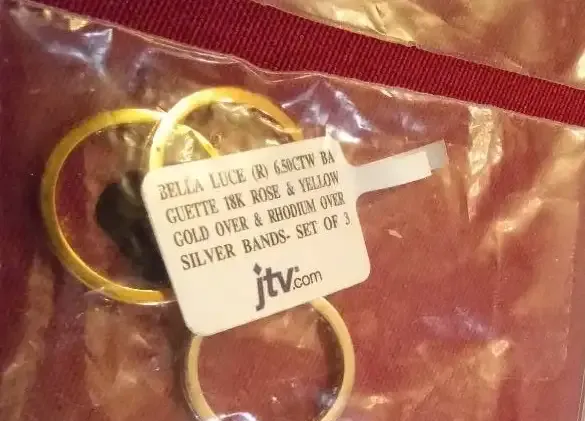 BELLA LUCE (R) 6.50CTW BA
GUETTE 18K ROSE & YELLOW
GOLD OVER & RHODIUM OVER
SILVER BANDS- SET OF 3
jtv.com